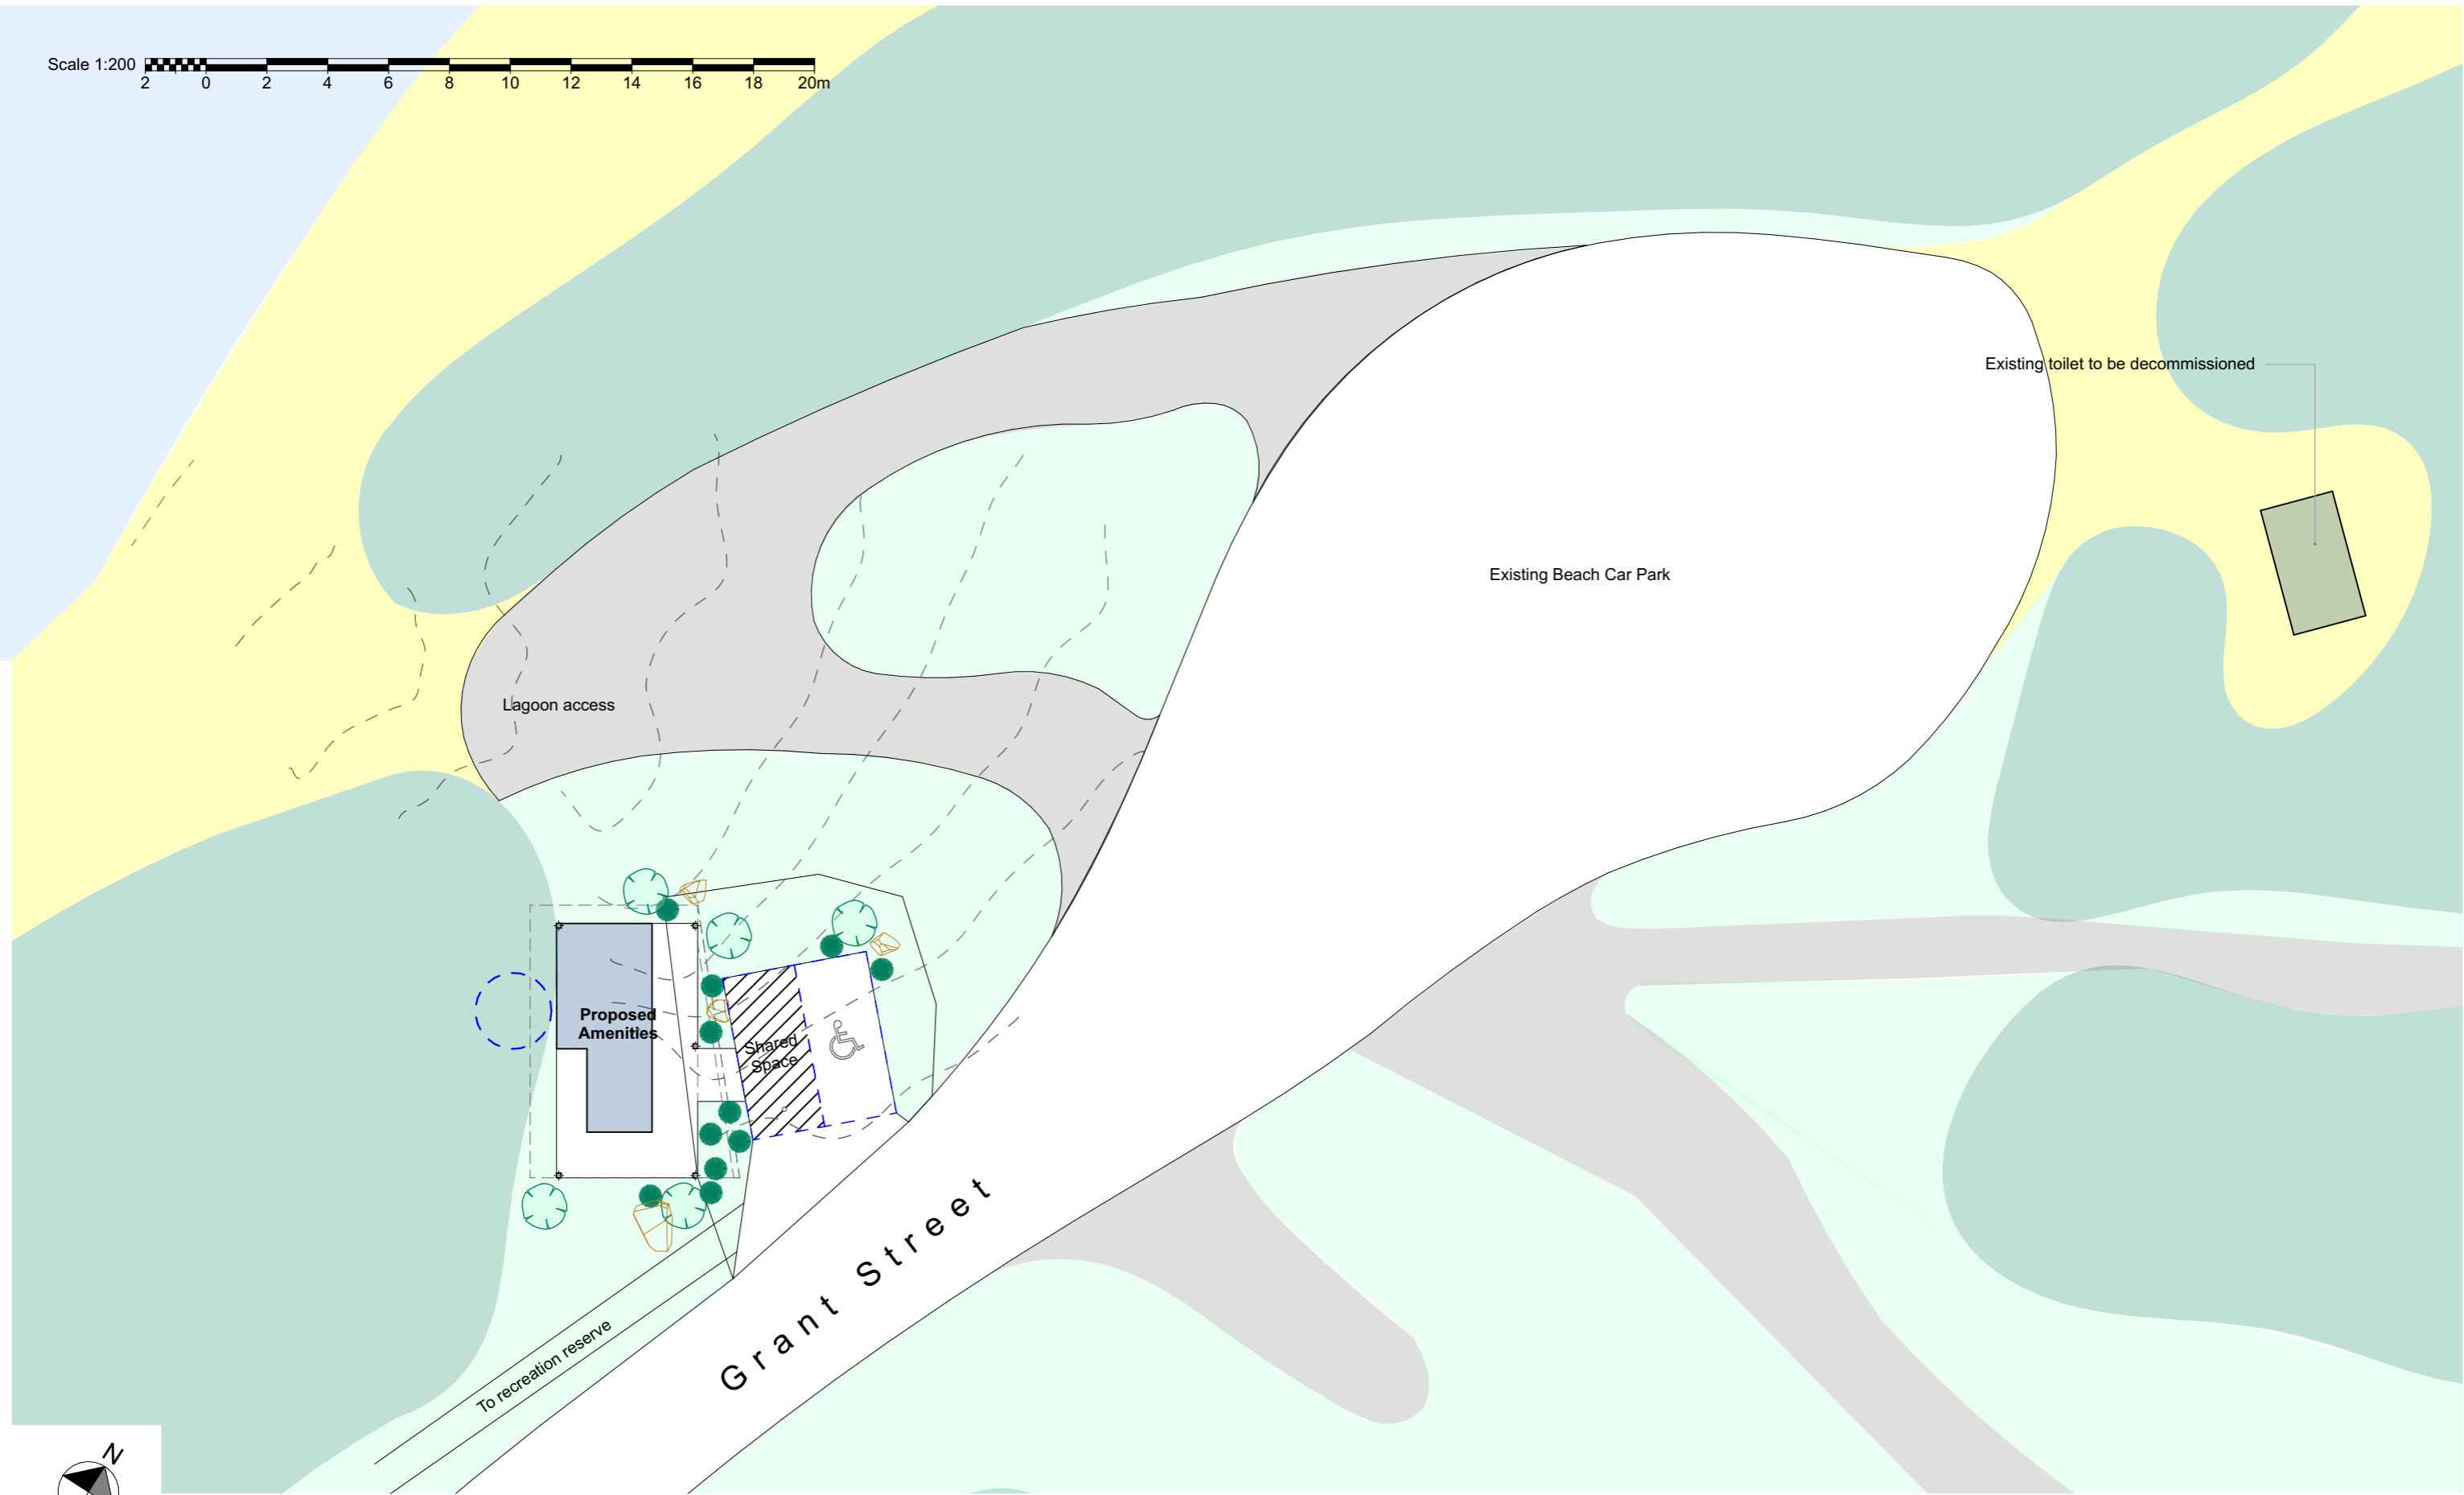 Scale 1:200
2 0 2 4 6 8 10 12 14 16 18 20m
Existing toilet to be decommissioned
Existing Beach Car Park
Lagoon access
Proposed
Amenities
Shared
Space
Grant Street
To recreation reserve
N